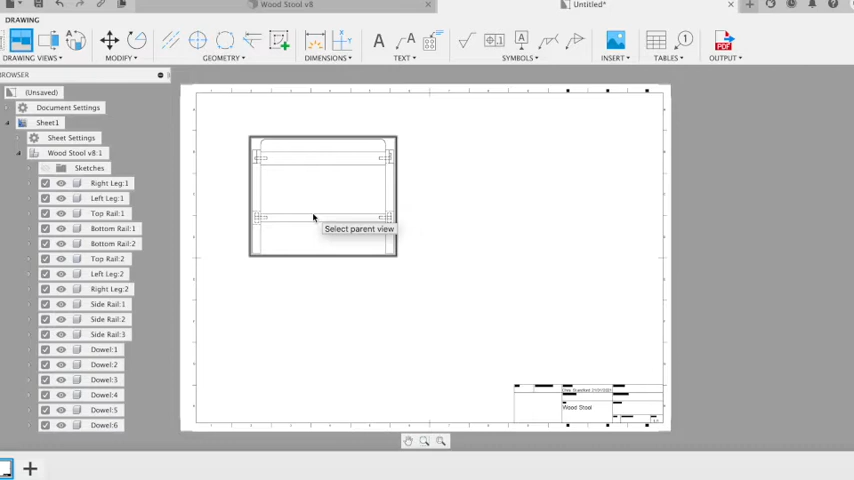 Wood Stool v8
Untitled*
DRAWING
DRAWING VIEWS
MODIFY
GEOMETRY
DIMENSIONS
TEXT
SYMBOLS
INSERT
TABLES
OUTPUT
PDF
A
A
BROWSER
(Unsaved)
Document Settings
Sheet1
Sheet Settings
Wood Stool v8:1
Sketches
Right Leg:1
Left Leg:1
Top Rail:1
Bottom Rail:1
Bottom Rail:2
Top Rail:2
Left Leg:2
Right Leg:2
Side Rail:1
Side Rail:2
Side Rail:3
Dowel:1
Dowel:2
Dowel:3
Dowel:4
Dowel:5
Dowel:6
Select parent view
Wood Stool